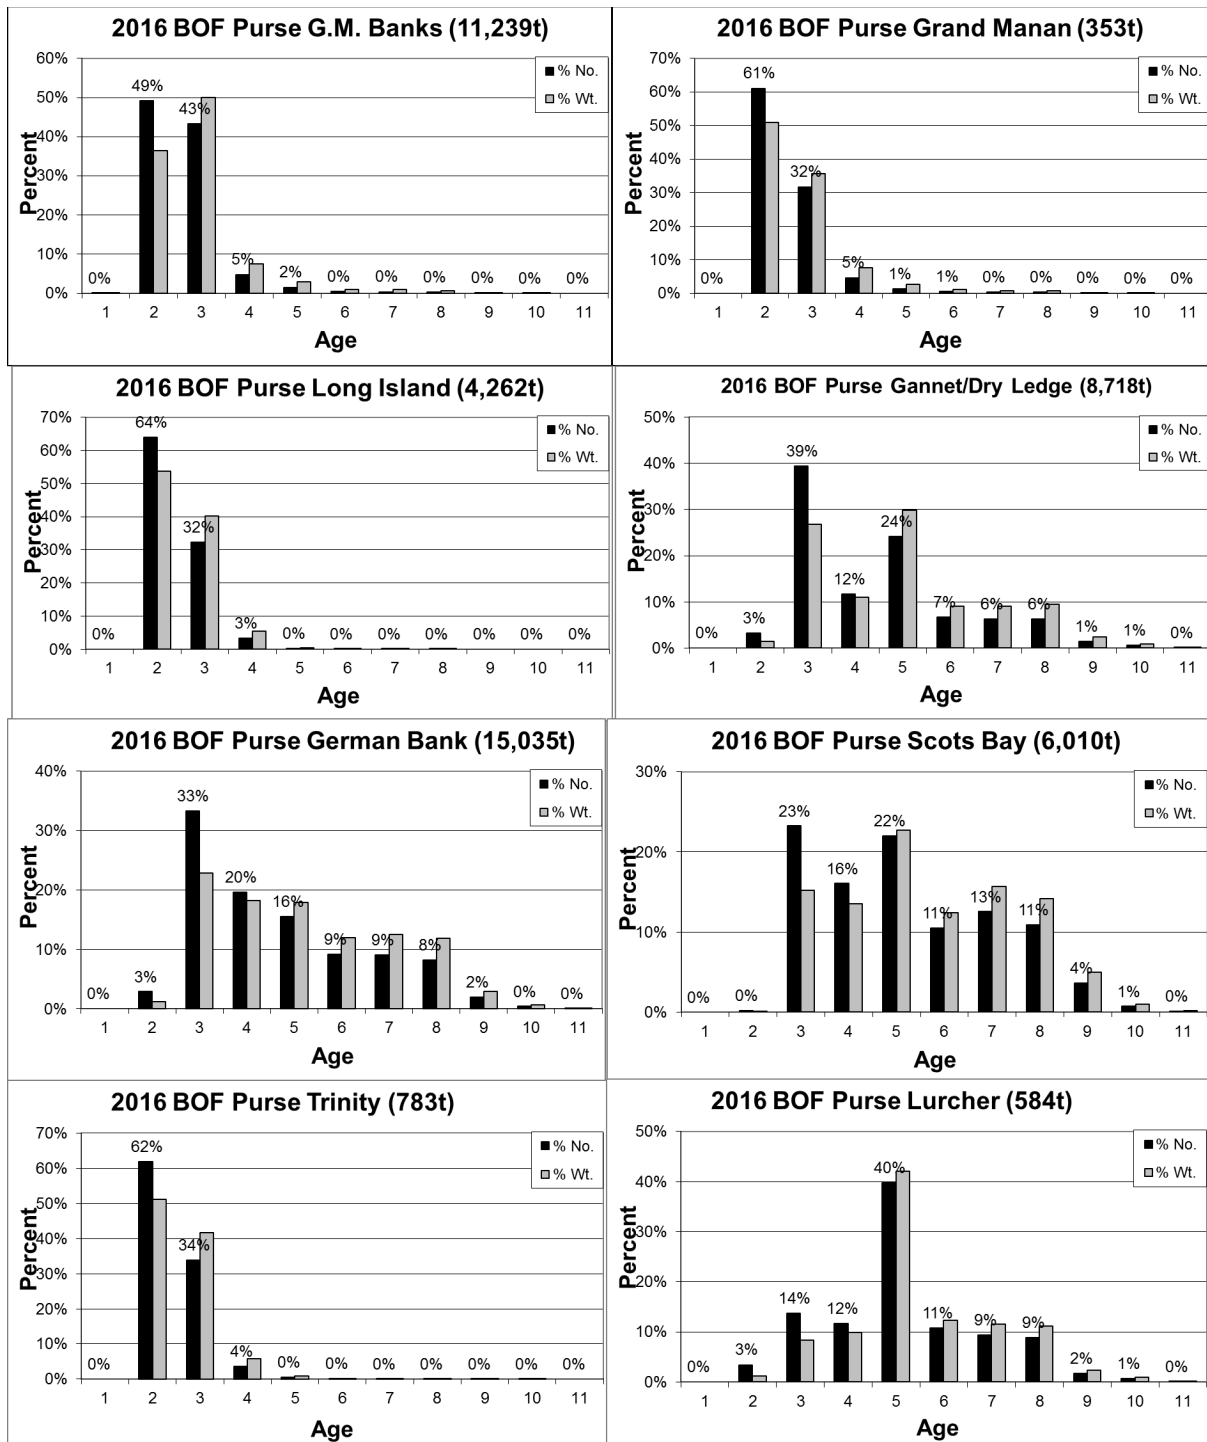 2016 BOF Purse G.M. Banks (11,239t)
60%
50%
40%
30%
20%
10%
0%
Percent
% No.
% Wt.
0% 49% 43% 5% 2% 0% 0% 0% 0% 0% 0%
1 2 3 4 5 6 7 8 9 10 11
Age
2016 BOF Purse Grand Manan (353t)
70%
60%
50%
40%
30%
20%
10%
0%
Percent
% No.
% Wt.
0% 61% 32% 5% 1% 1% 0% 0% 0% 0% 0%
1 2 3 4 5 6 7 8 9 10 11
Age
2016 BOF Purse Long Island (4,262t)
70%
60%
50%
40%
30%
20%
10%
0%
Percent
% No.
% Wt.
0% 64% 32% 3% 0% 0% 0% 0% 0% 0% 0%
1 2 3 4 5 6 7 8 9 10 11
Age
2016 BOF Purse Gannet/Dry Ledge (8,718t)
50%
40%
30%
20%
10%
0%
Percent
% No.
% Wt.
0% 3% 39% 12% 24% 7% 6% 6% 1% 1% 0%
1 2 3 4 5 6 7 8 9 10 11
Age
2016 BOF Purse German Bank (15,035t)
40%
30%
20%
10%
0%
Percent
% No.
% Wt.
0% 3% 33% 20% 16% 9% 9% 8% 2% 0% 0%
1 2 3 4 5 6 7 8 9 10 11
Age
2016 BOF Purse Scots Bay (6,010t)
30%
20%
10%
0%
Percent
% No.
% Wt.
0% 0% 23% 16% 22% 11% 13% 11% 4% 1% 0%
1 2 3 4 5 6 7 8 9 10 11
Age
2016 BOF Purse Trinity (783t)
70%
60%
50%
40%
30%
20%
10%
0%
Percent
% No.
% Wt.
0% 62% 34% 4% 0% 0% 0% 0% 0% 0% 0%
1 2 3 4 5 6 7 8 9 10 11
Age
2016 BOF Purse Lurcher (584t)
50%
40%
30%
20%
10%
0%
Percent
% No.
% Wt.
0% 3% 14% 12% 40% 11% 9% 9% 2% 1% 0%
1 2 3 4 5 6 7 8 9 10 11
Age